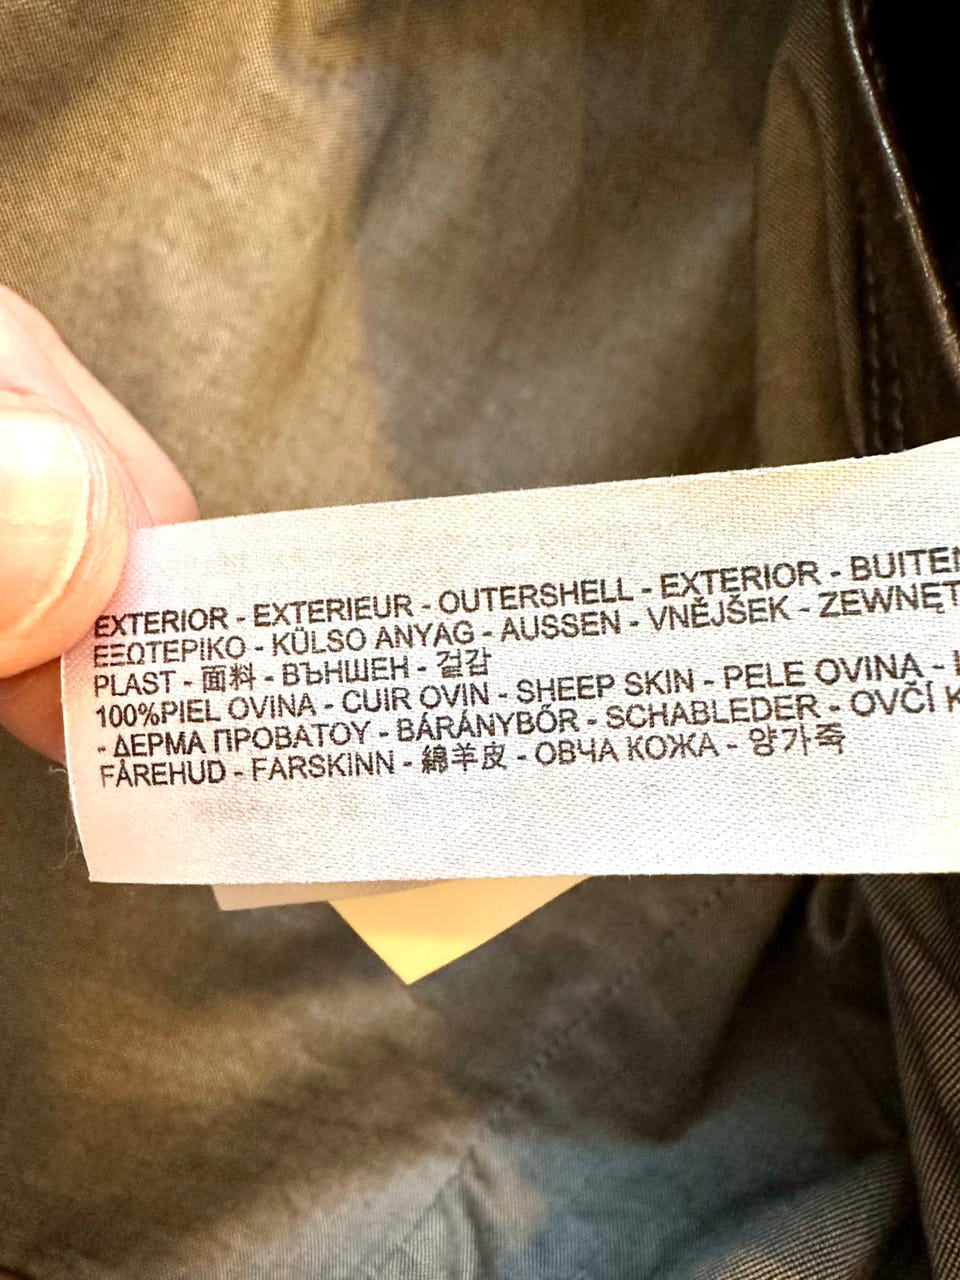 EXTERIOR - EXTERIEUR - OUTERSHELL - EXTERIOR - 
ΕΞΩΤΕΡΙΚΟ - KÜLSO ANYAG - AUSSEN - VNĚJŠEK - 
PLAST - 面料 - ВЪНШЕН - 겉감
100%PIEL OVINA - CUIR OVIN - SHEEP SKIN - PELE OVINA -
- ΔΕΡΜΑ ΠΡΟΒΑΤΟΥ - BÁRÁNYBŐR - SCHABLEDER - OVČÍ
FÅREHUD - FARSKINN - 綿羊皮 - ОВЧА КОЖА - 양가죽